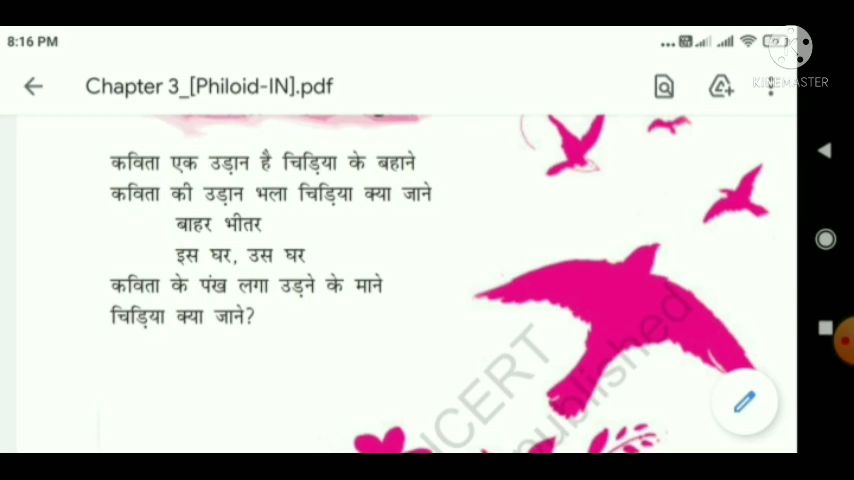 8:16 PM
KINEMASTER
Chapter 3_[Philoid-IN].pdf
कविता एक उड़ान है चिड़िया के बहाने
कविता की उड़ान भला चिड़िया क्या जाने
बाहर भीतर
इस घर, उस घर
कविता के पंख लगा उड़ने के माने
चिड़िया क्या जाने?
NCERT
published